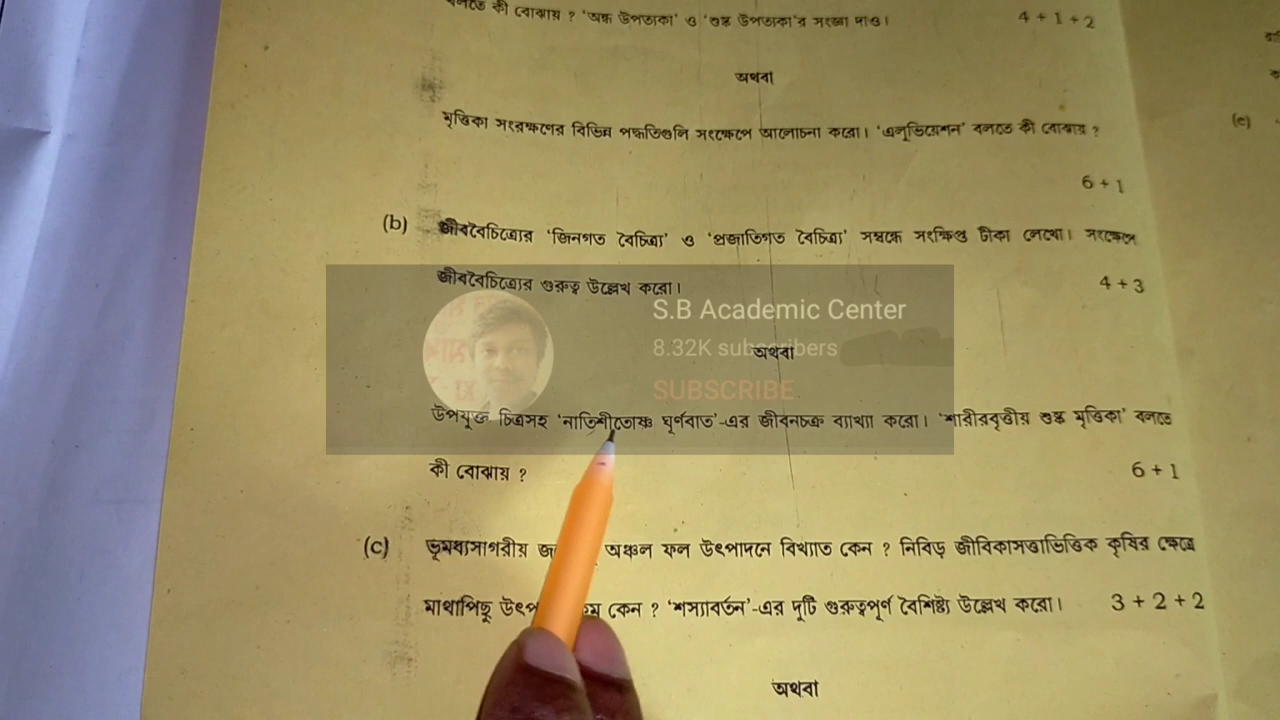 কী বোঝায় ? 'অন্ধ উপত্যকা' ও 'শুষ্ক উপত্যকা'র সংজ্ঞা দাও। 4 + 1 + 2
অথবা
মৃত্তিকা সংরক্ষণের বিভিন্ন পদ্ধতিগুলি সংক্ষেপে আলোচনা করো। 'এলুভিয়েশন' বলতে কী বোঝায় ?
6 + 1
(b) জীববৈচিত্র্যের 'জিনগত বৈচিত্র্য' ও 'প্রজাতিগত বৈচিত্র্য' সম্বন্ধে সংক্ষিপ্ত টীকা লেখো। সংক্ষেপে
জীববৈচিত্র্যের গুরুত্ব উল্লেখ করো। 4 + 3
S.B Academic Center
8.32K subscribers
অথবা
SUBSCRIBE
উপযুক্ত চিত্রসহ 'নাতিশীতোষ্ণ ঘূর্ণবাত'-এর জীবনচক্র ব্যাখ্যা করো। 'শারীরবৃত্তীয় শুষ্ক মৃত্তিকা' বলতে
কী বোঝায় ? 6 + 1
(c) ভূমধ্যসাগরীয় অঞ্চল ফল উৎপাদনে বিখ্যাত কেন ? নিবিড় জীবিকাসত্তাভিত্তিক কৃষির ক্ষেত্রে
মাথাপিছু কেন ? 'শস্যাবর্তন'-এর দুটি গুরুত্বপূর্ণ বৈশিষ্ট্য উল্লেখ করো। 3 + 2 + 2
অথবা
(c)